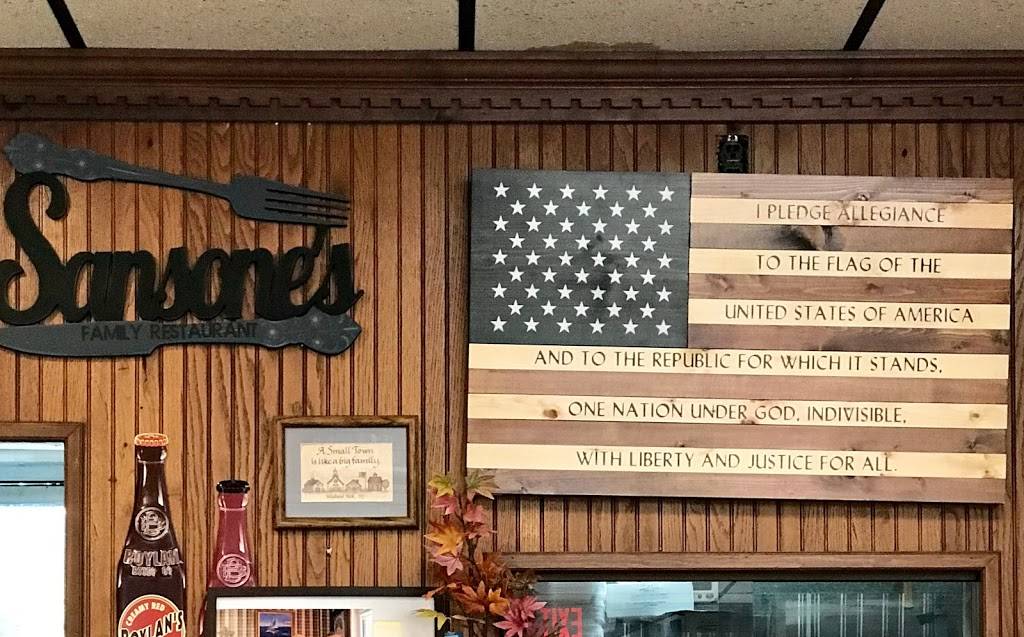 Sansone's
FAMILY RESTAURANT
I PLEDGE ALLEGIANCE
TO THE FLAG OF THE
UNITED STATES OF AMERICA
AND TO THE REPUBLIC FOR WHICH IT STANDS,
ONE NATION UNDER GOD, INDIVISIBLE,
WITH LIBERTY AND JUSTICE FOR ALL.
A Small Town
is like a big family.
BOYLAN
CREAMY RED
BOYLAN'S
EXIT